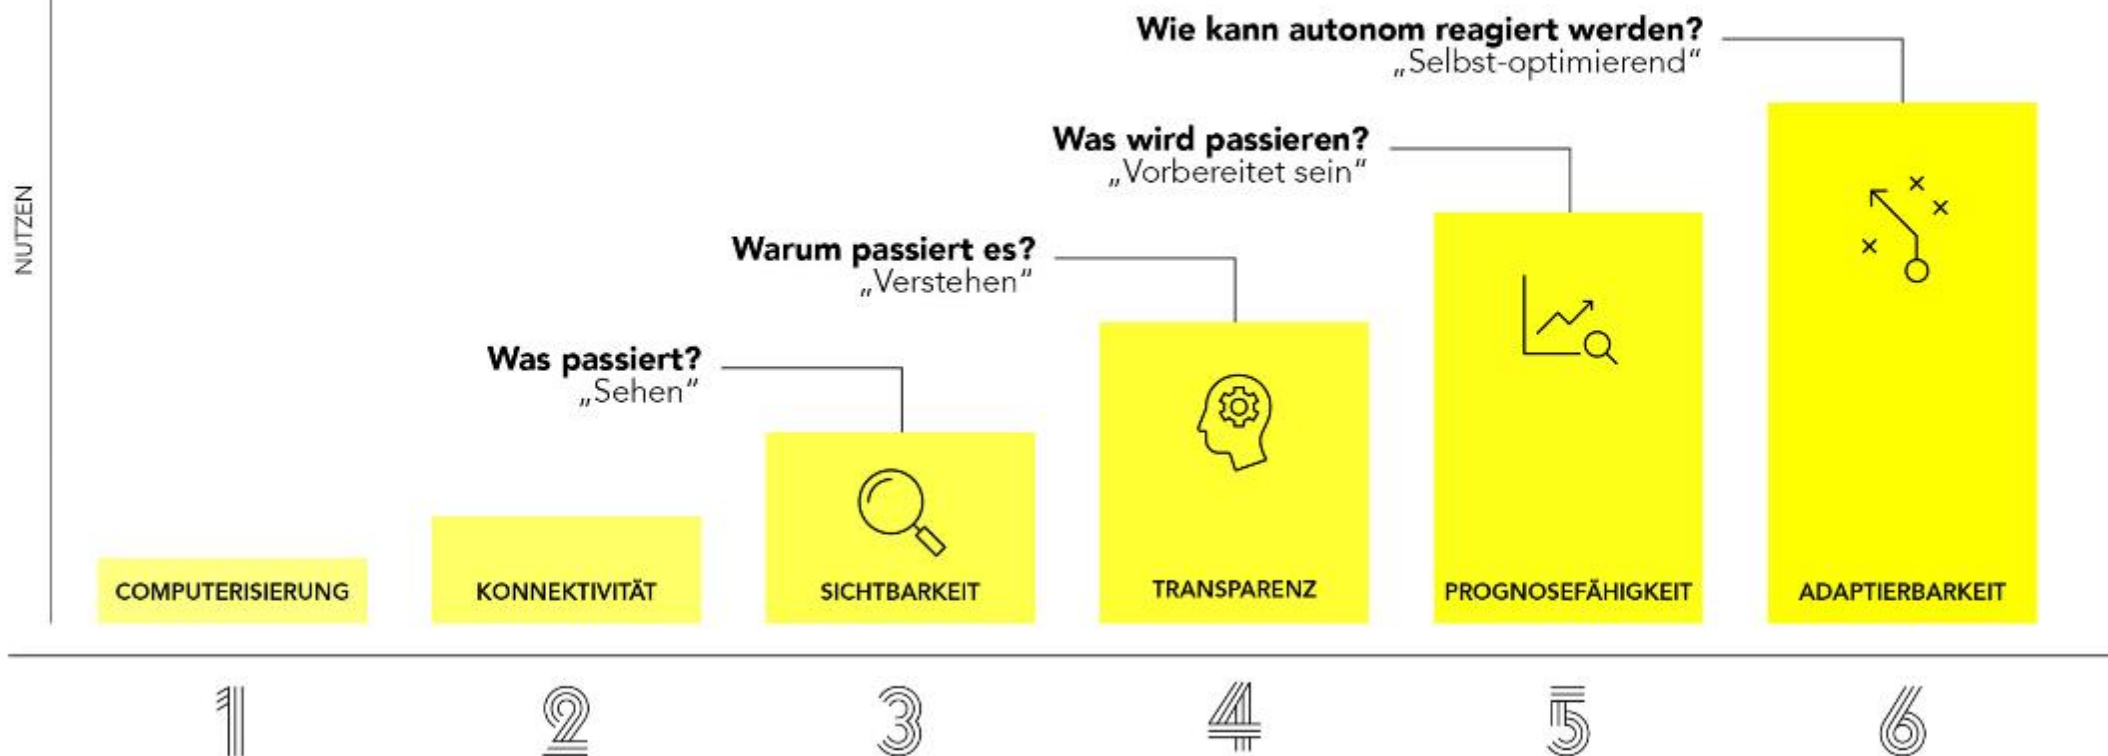 Wie kann autonom reagiert werden?
„Selbst-optimierend“
Was wird passieren?
„Vorbereitet sein“
Warum passiert es?
„Verstehen“
Was passiert?
„Sehen“
NUTZEN
COMPUTERISIERUNG
KONNEKTIVITÄT
SICHTBARKEIT
TRANSPARENZ
PROGNOSEFÄHIGKEIT
ADAPTIERBARKEIT
1 2 3 4 5 6